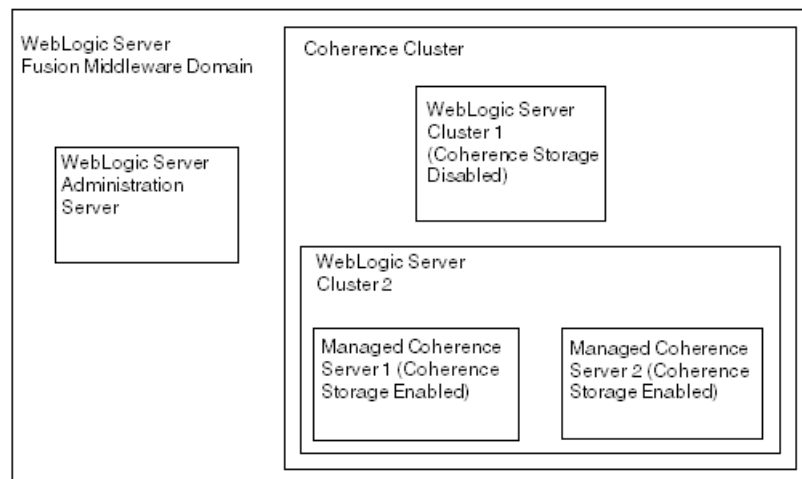 WebLogic Server
Fusion Middleware Domain
Coherence Cluster
WebLogic Server
Cluster 1
(Coherence Storage
Disabled)
WebLogic Server
Administration
Server
WebLogic Server
Cluster 2
Managed Coherence
Server 1 (Coherence
Storage Enabled)
Managed Coherence
Server 2 (Coherence
Storage Enabled)